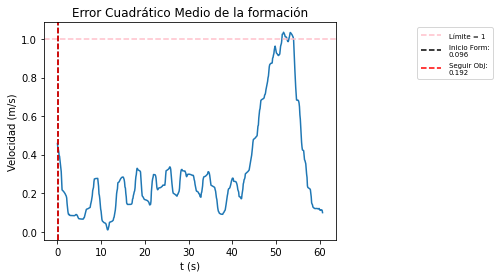 Error Cuadrático Medio de la formación
Velocidad (m/s)
1.0
0.8
0.6
0.4
0.2
0.0
0
10
20
30
40
50
60
t (s)
Límite = 1
Inicio Form:
0.096
Seguir Obj:
0.192